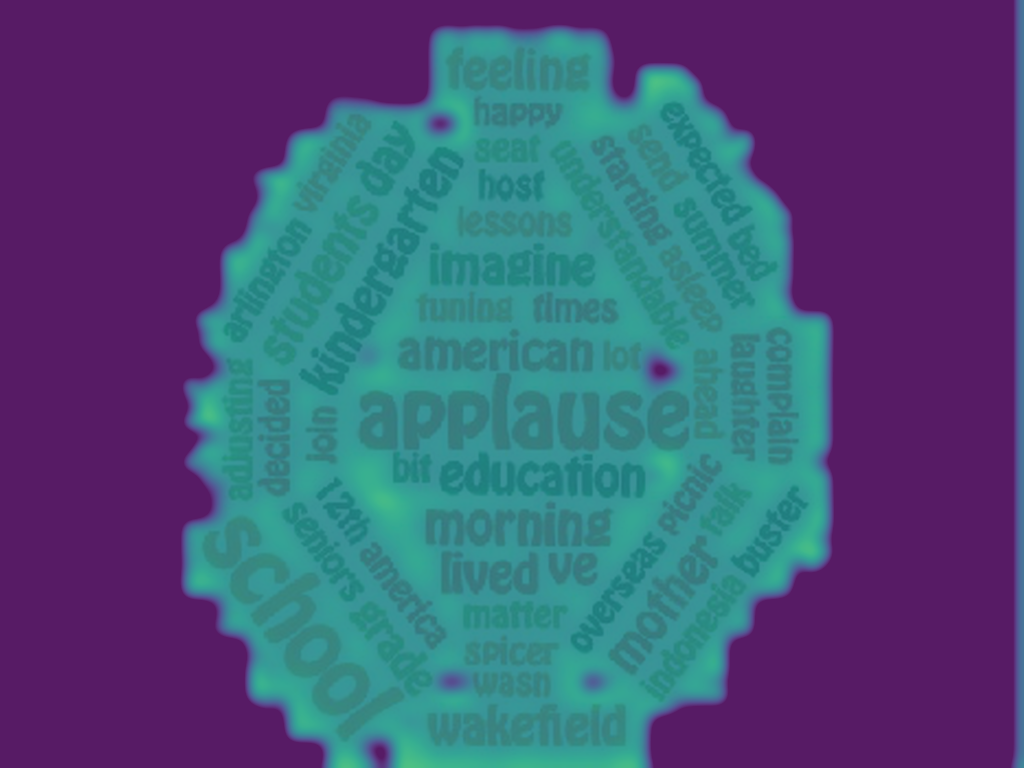 feeling
happy
seat
host
lessons
imagine
tuning times
american lot
applause
bit education
morning
lived ve
matter
spicer
wasn
wakefield
arlington virginia
students day
kindergarten
adjusting
decided
join
school
seniors grade
12th america
understandable
starting asleep
send summer
expected bed
ahead
laughter
complain
overseas picnic
mother talk
indonesia buster